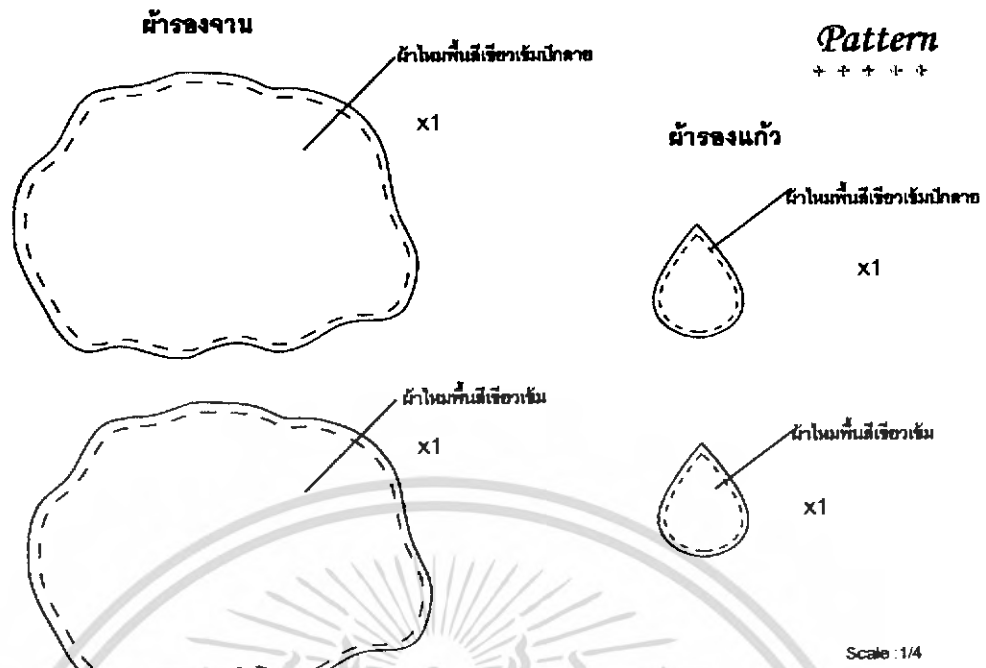 ผ้ารองจาน
Pattern
ผ้าไหมพื้นสีเขียวเข้มปักลาย
x1
ผ้ารองแก้ว
ผ้าไหมพื้นสีเขียวเข้มปักลาย
x1
ผ้าไหมพื้นสีเขียวเข้ม
x1
ผ้าไหมพื้นสีเขียวเข้ม
x1
Scale :1/4